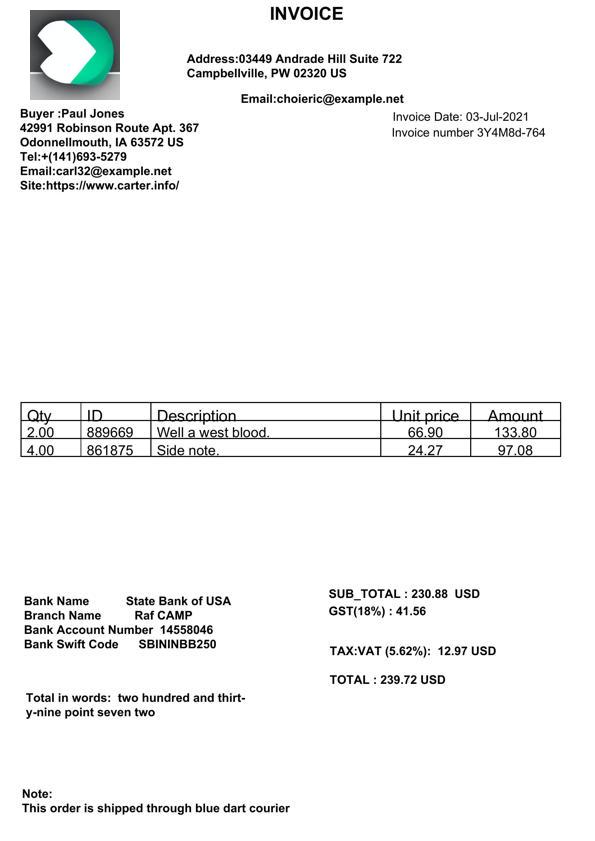 INVOICE
Address:03449 Andrade Hill Suite 722
Campbellville, PW 02320 US
Email:choieric@example.net
Buyer :Paul Jones
42991 Robinson Route Apt. 367
Odonnellmouth, IA 63572 US
Tel:+(141)693-5279
Email:carl32@example.net
Site:https://www.carter.info/
Invoice Date: 03-Jul-2021
Invoice number 3Y4M8d-764
Qty ID Description Unit price Amount
2.00 889669 Well a west blood. 66.90 133.80
4.00 861875 Side note. 24.27 97.08
Bank Name State Bank of USA
Branch Name Raf CAMP
Bank Account Number 14558046
Bank Swift Code SBININBB250
SUB_TOTAL : 230.88 USD
GST(18%) : 41.56
TAX:VAT (5.62%): 12.97 USD
TOTAL : 239.72 USD
Total in words: two hundred and thirt-
y-nine point seven two
Note:
This order is shipped through blue dart courier